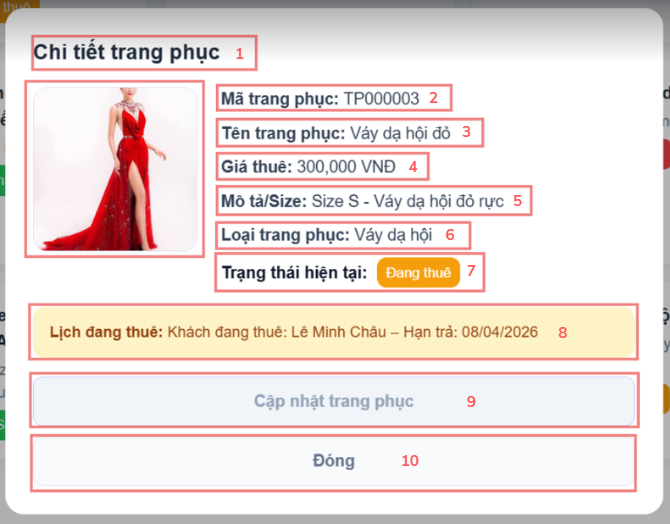 thuê
Chi tiết trang phục 1
Mã trang phục: TP000003 2
Tên trang phục: Váy dạ hội đỏ 3
Giá thuê: 300,000 VNĐ 4
Mô tả/Size: Size S - Váy dạ hội đỏ rực 5
Loại trang phục: Váy dạ hội 6
Trạng thái hiện tại: Đang thuê 7
Lịch đang thuê: Khách đang thuê: Lê Minh Châu – Hạn trả: 08/04/2026 8
Cập nhật trang phục 9
Đóng 10